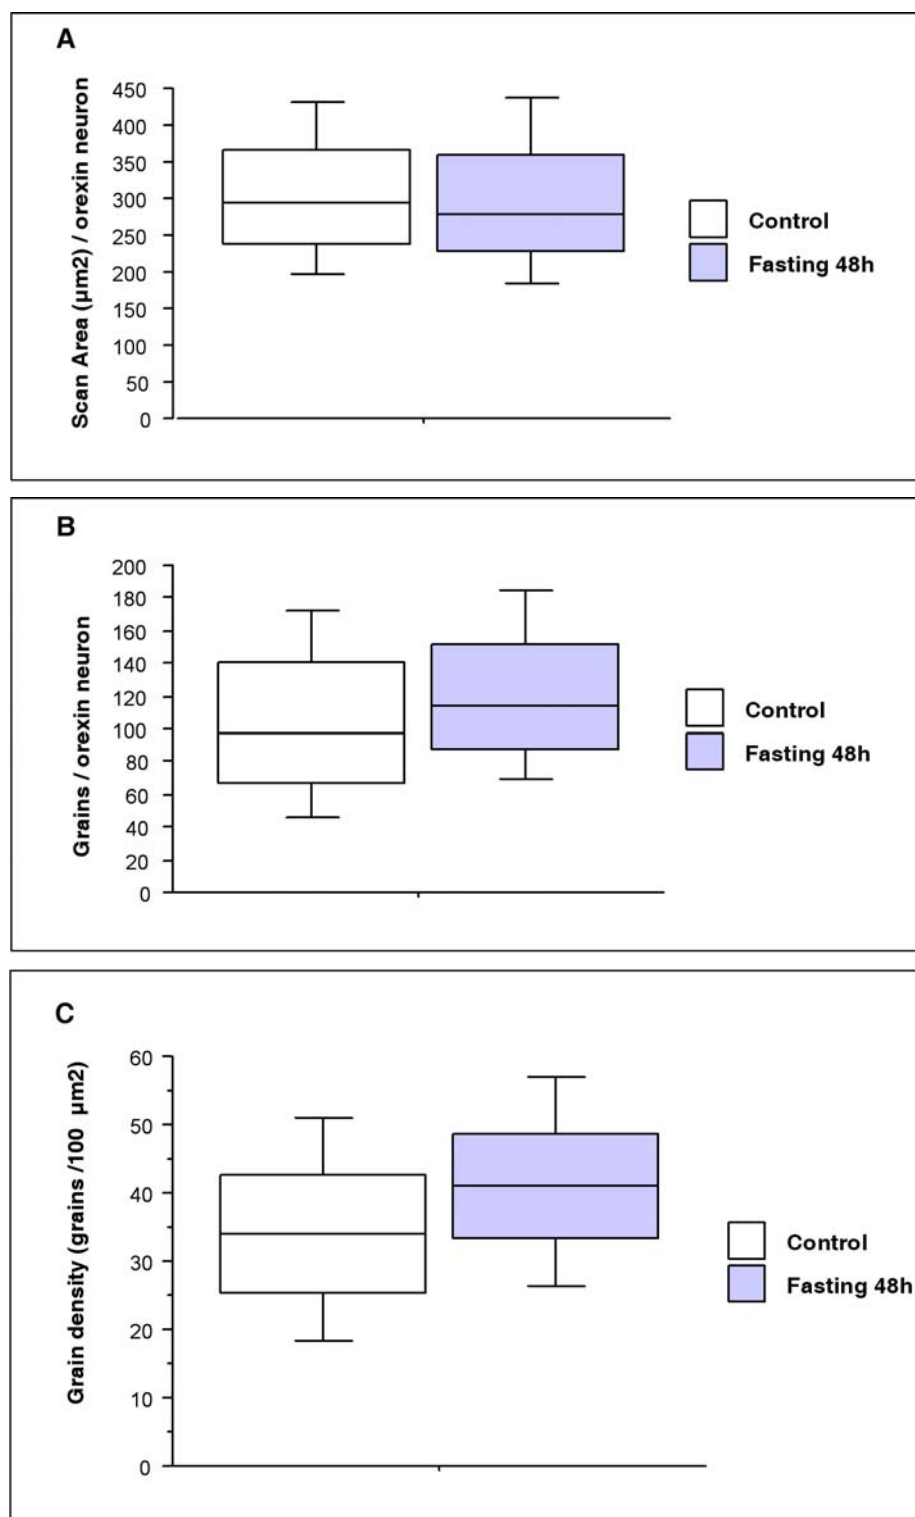 A
Scan Area (µm2) / orexin neuron
450
400
350
300
250
200
150
100
50
0
Control
Fasting 48h
B
Grains / orexin neuron
200
180
160
140
120
100
80
60
40
20
0
Control
Fasting 48h
C
Grain density (grains /100 µm2)
60
50
40
30
20
10
0
Control
Fasting 48h